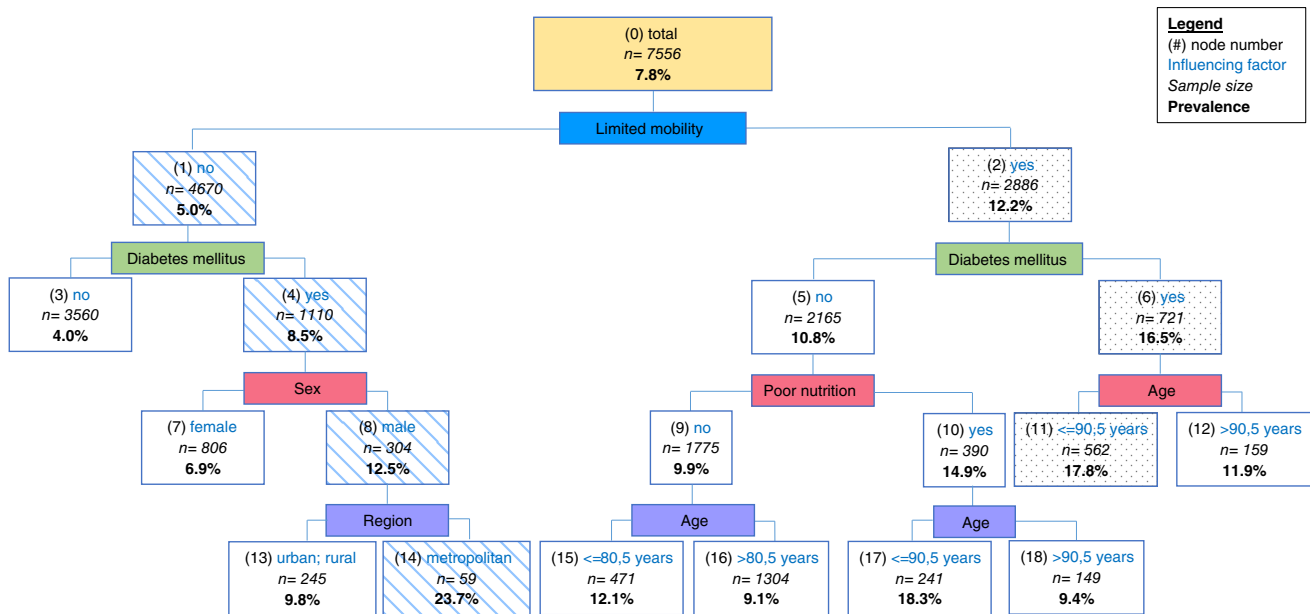 (0) total
n= 7556
7.8%
Legend
(#) node number
Influencing factor
Sample size
Prevalence
Limited mobility
(1) no
n= 4670
5.0%
(2) yes
n= 2886
12.2%
Diabetes mellitus
Diabetes mellitus
(3) no
n= 3560
4.0%
(4) yes
n= 1110
8.5%
(5) no
n= 2165
10.8%
(6) yes
n= 721
16.5%
Sex
Poor nutrition
Age
(7) female
n= 806
6.9%
(8) male
n= 304
12.5%
(9) no
n= 1775
9.9%
(10) yes
n= 390
14.9%
(11) <=90,5 years
n= 562
17.8%
(12) >90,5 years
n= 159
11.9%
Region
Age
Age
(13) urban; rural
n= 245
9.8%
(14) metropolitan
n= 59
23.7%
(15) <=80,5 years
n= 471
12.1%
(16) >80,5 years
n= 1304
9.1%
(17) <=90,5 years
n= 241
18.3%
(18) >90,5 years
n= 149
9.4%